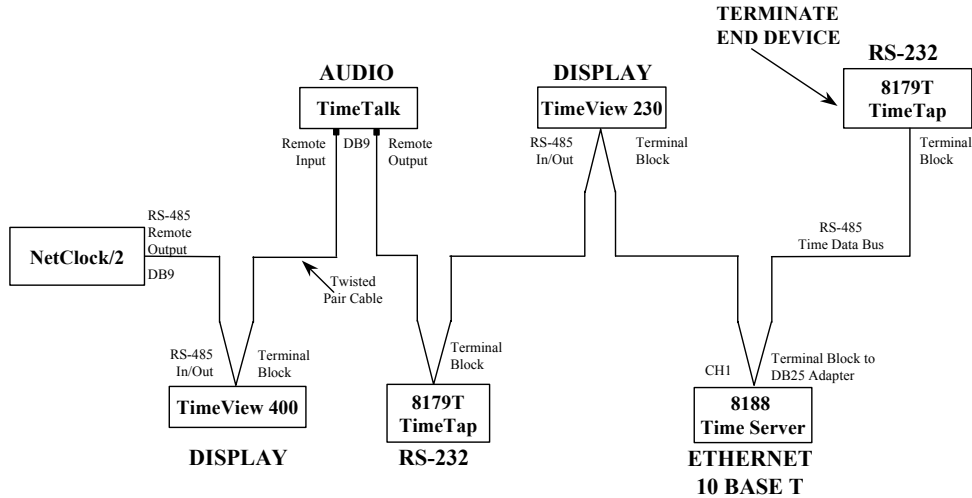 TERMINATE
END DEVICE
RS-232
8179T
TimeTap
Terminal
Block
AUDIO
TimeTalk
Remote
Input
DB9
Remote
Output
DISPLAY
TimeView 230
RS-485
In/Out
Terminal
Block
RS-485
Remote
Output
NetClock/2
DB9
Twisted
Pair Cable
RS-485
Time Data Bus
RS-485
In/Out
Terminal
Block
TimeView 400
DISPLAY
Terminal
Block
8179T
TimeTap
RS-232
CH1
Terminal Block to
DB25 Adapter
8188
Time Server
ETHERNET
10 BASE T